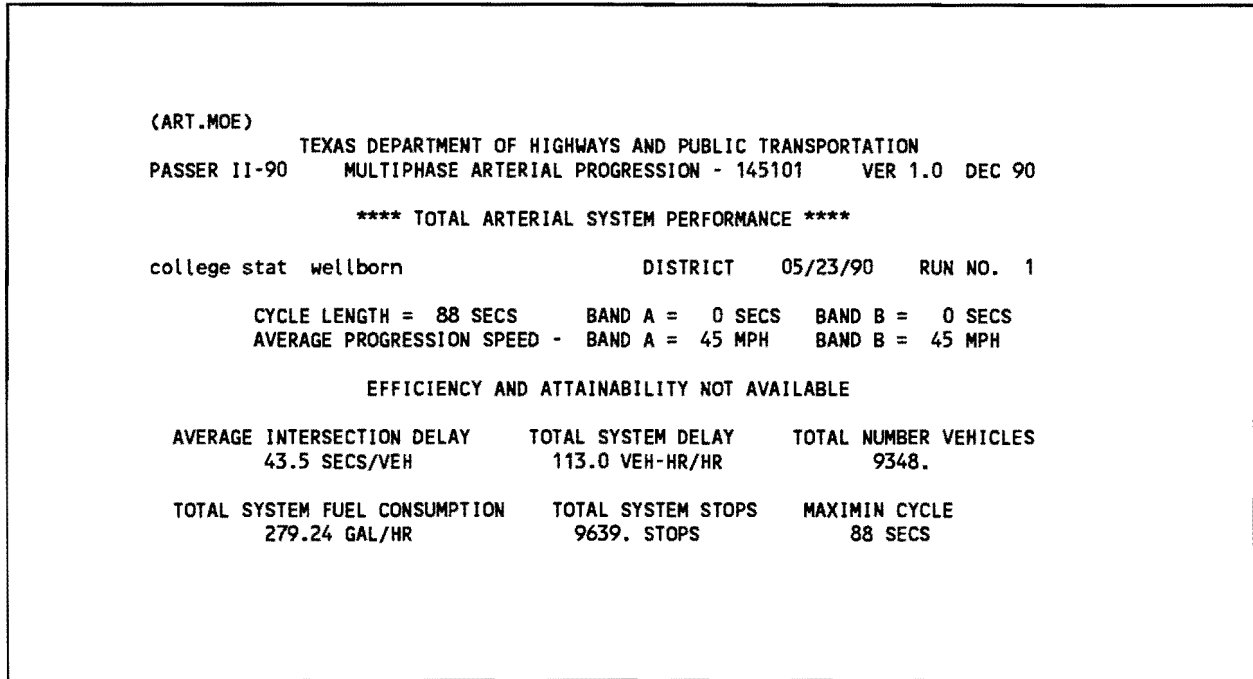 (ART.MOE)
TEXAS DEPARTMENT OF HIGHWAYS AND PUBLIC TRANSPORTATION
PASSER II-90 MULTIPHASE ARTERIAL PROGRESSION - 145101 VER 1.0 DEC 90
**** TOTAL ARTERIAL SYSTEM PERFORMANCE ****
college stat wellborn DISTRICT 05/23/90 RUN NO. 1
CYCLE LENGTH = 88 SECS BAND A = 0 SECS BAND B = 0 SECS
AVERAGE PROGRESSION SPEED - BAND A = 45 MPH BAND B = 45 MPH
EFFICIENCY AND ATTAINABILITY NOT AVAILABLE
AVERAGE INTERSECTION DELAY TOTAL SYSTEM DELAY TOTAL NUMBER VEHICLES
43.5 SECS/VEH 113.0 VEH-HR/HR 9348.
TOTAL SYSTEM FUEL CONSUMPTION TOTAL SYSTEM STOPS MAXIMIN CYCLE
279.24 GAL/HR 9639. STOPS 88 SECS